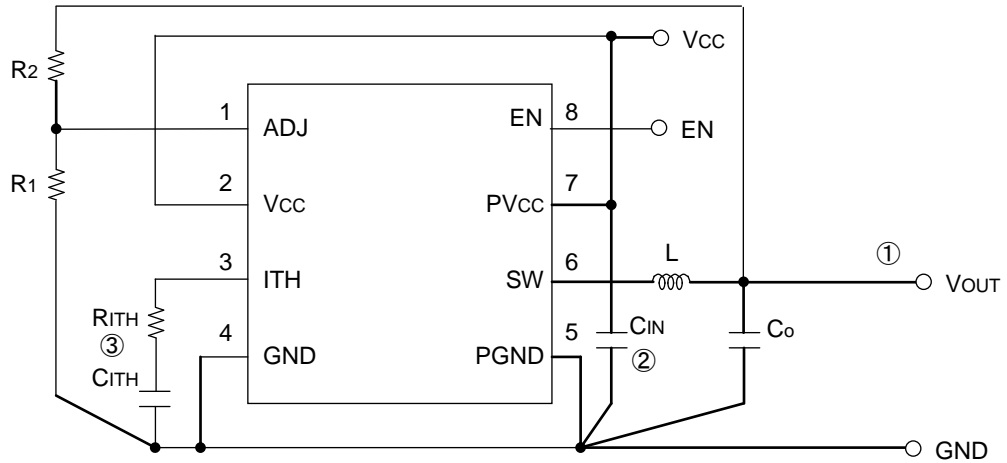 VCC
R2
1
ADJ
EN
8
EN
R1
2
VCC
7
PVCC
3
ITH
6
SW
L
①
VOUT
RITH
③
CITH
4
GND
5
PGND
CIN
②
Co
GND